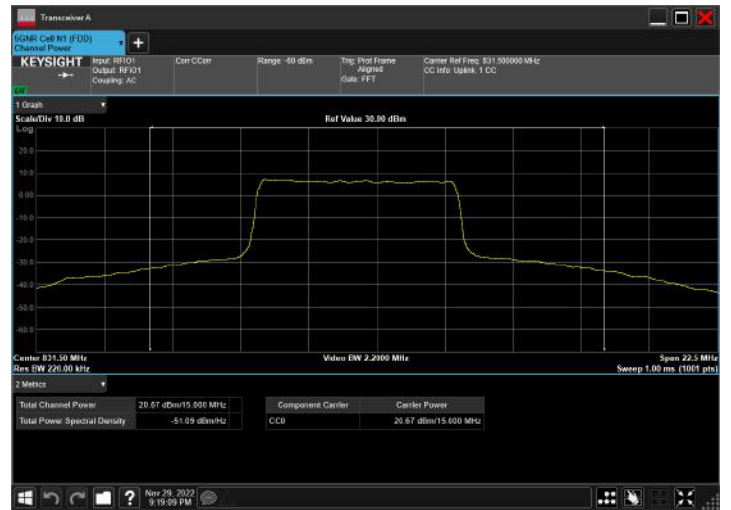 Transceiver A
5GNR Cell N1 (FDD)
Channel Power
KEYSIGHT
Input: RFIO1
Output: RFIO1
Coupling: AC
Corr CCorr
Range -60 dBm
Trig: Prot Frame
Aligned
Gate: FFT
Carrier Ref Freq: 831.500000 MHz
CC Info: Uplink, 1 CC
1 Graph
Scale/Div 10.0 dB
Ref Value 30.00 dBm
Log
20.0
10.0
0.00
-10.0
-20.0
-30.0
-40.0
-50.0
-60.0
Center 831.50 MHz
Video BW 2.2000 MHz
Span 22.5 MHz
Res BW 220.00 kHz
Sweep 1.00 ms (1001 pts)
2 Metrics
Total Channel Power 20.67 dBm/15.000 MHz
Total Power Spectral Density -51.09 dBm/Hz
Component Carrier Carrier Power
CC0 20.67 dBm/15.000 MHz
Nov 29, 2022
9:19:09 PM